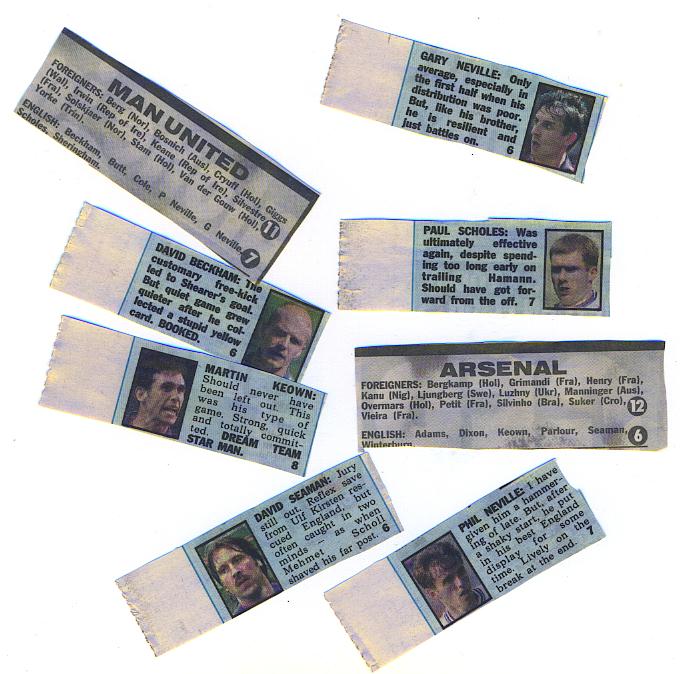 MAN UNITED
FOREIGNERS: Berg (Nor), Bosnich (Aus), Cryuff (Hol), Giggs
(Wal), Irwin (Rep of Ire), Keane (Rep of Ire), Silvestre
(Fra), Solskjaer (Nor), Stam (Hol), Van der Gouw (Hol),
Yorke (Trin). 11
ENGLISH: Beckham, Butt, Cole, P Neville, G Neville,
Scholes, Sheringham. 7
GARY NEVILLE: Only
average, especially in
the first half when his
distribution was poor.
But, like his brother,
he is resilient and
just battles on. 6
DAVID BECKHAM: The
customary free-kick
led to Shearer's goal.
But quiet game grew
quieter after he col-
lected a stupid yellow
card. BOOKED. 6
PAUL SCHOLES: Was
ultimately effective
again, despite spend-
ing too long early on
trailing Hamann.
Should have got for-
ward from the off. 7
MARTIN KEOWN:
Should never have
been left out. This
was his type of
game. Strong, quick
and totally commit-
ted. DREAM TEAM
STAR MAN. 8
ARSENAL
FOREIGNERS: Bergkamp (Hol), Grimandi (Fra), Henry (Fra),
Kanu (Nig), Ljungberg (Swe), Luzhny (Ukr), Manninger (Aus),
Overmars (Hol), Petit (Fra), Silvinho (Bra), Suker (Cro),
Vieira (Fra). 12
ENGLISH: Adams, Dixon, Keown, Parlour, Seaman,
Winterburn. 6
DAVID SEAMAN: Jury
still out. Reflex save
from Ulf Kirsten res-
cued England, but
often caught in two
minds – as when
Mehmet Scholl
shaved his far post. 6
PHIL NEVILLE: I have
given him a hammer-
ing of late. But, after
a shaky start, he put
in his best England
display for some
time. Lively on the
break at the end. 7